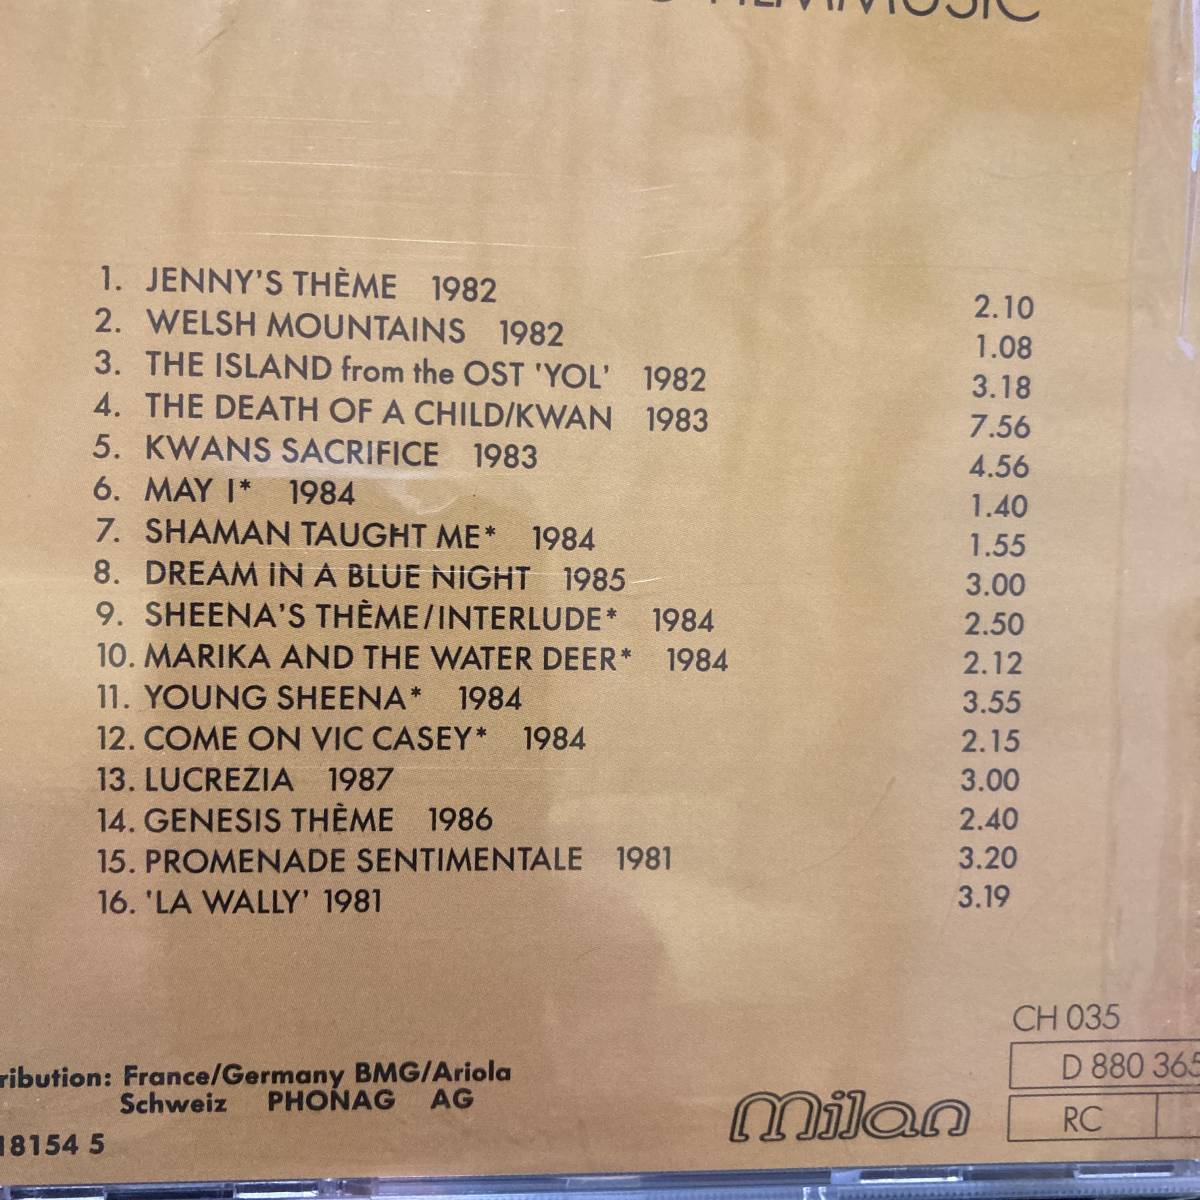 FILMMUSIC
1. JENNY'S THÈME 1982 2.10
2. WELSH MOUNTAINS 1982 1.08
3. THE ISLAND from the OST 'YOL' 1982 3.18
4. THE DEATH OF A CHILD/KWAN 1983 7.56
5. KWANS SACRIFICE 1983 4.56
6. MAY I* 1984 1.40
7. SHAMAN TAUGHT ME* 1984 1.55
8. DREAM IN A BLUE NIGHT 1985 3.00
9. SHEENA'S THÈME/INTERLUDE* 1984 2.50
10. MARIKA AND THE WATER DEER* 1984 2.12
11. YOUNG SHEENA* 1984 3.55
12. COME ON VIC CASEY* 1984 2.15
13. LUCREZIA 1987 3.00
14. GENESIS THÈME 1986 2.40
15. PROMENADE SENTIMENTALE 1981 3.20
16. 'LA WALLY' 1981 3.19
CH 035
D 880 365
RC
ribution: France/Germany BMG/Ariola
Schweiz PHONAG AG
milan
18154 5